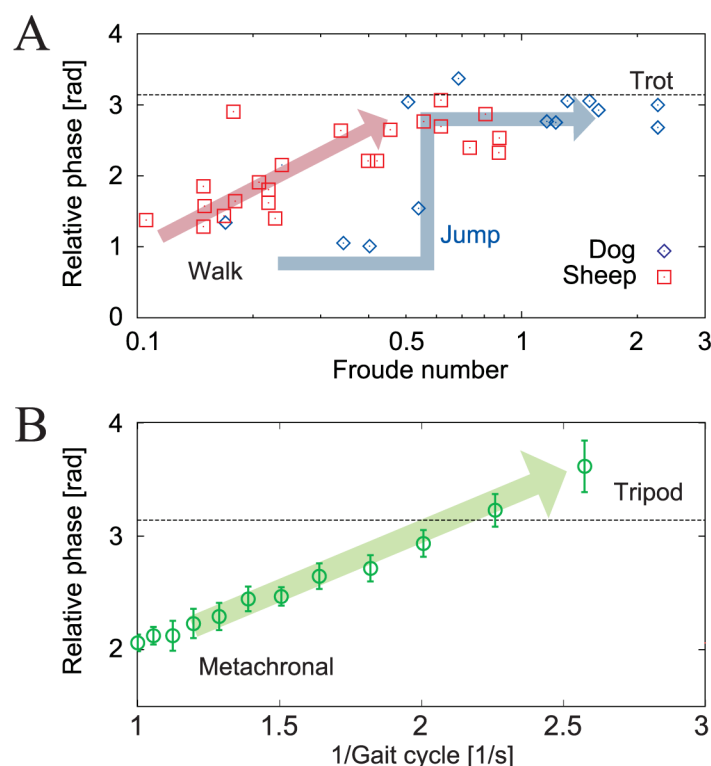 A
Relative phase [rad]
4
3
2
1
0
Trot
Jump
Walk
Dog
Sheep
0.1
0.2
0.5
1
2
3
Froude number
B
Relative phase [rad]
4
3
2
Tripod
Metachronal
1
1.5
2
2.5
3
1/Gait cycle [1/s]